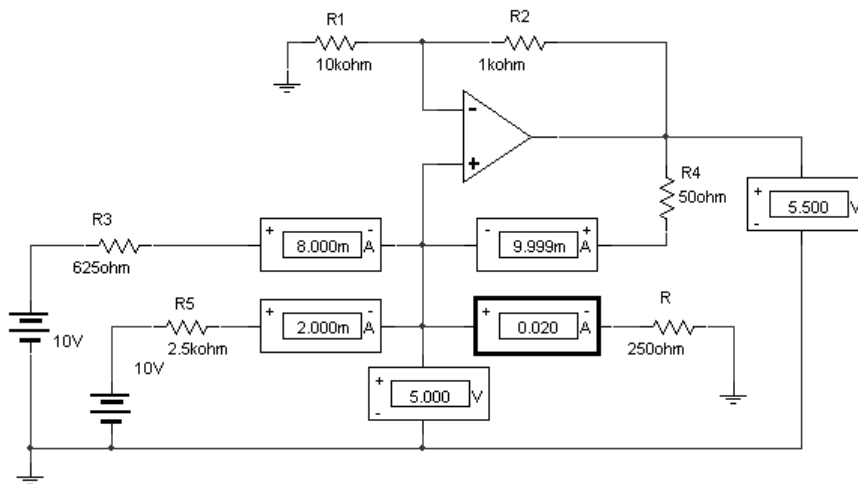 R1
R2
10kohm
1kohm
-
+
R4
50ohm
+
5.500
V
-
R3
625ohm
+
-
8.000m
A
-
+
9.999m
A
R5
2.5kohm
+
-
2.000m
A
+
-
0.020
A
R
250ohm
10V
10V
+
5.000
V
-